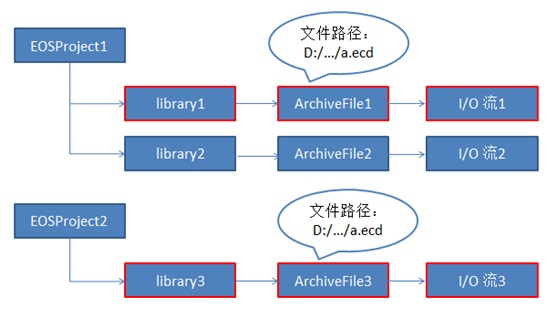 文件路径：
D:/.../a.ecd
EOSProject1
library1
ArchiveFile1
I/O 流1
library2
ArchiveFile2
I/O 流2
文件路径：
D:/.../a.ecd
EOSProject2
library3
ArchiveFile3
I/O 流3